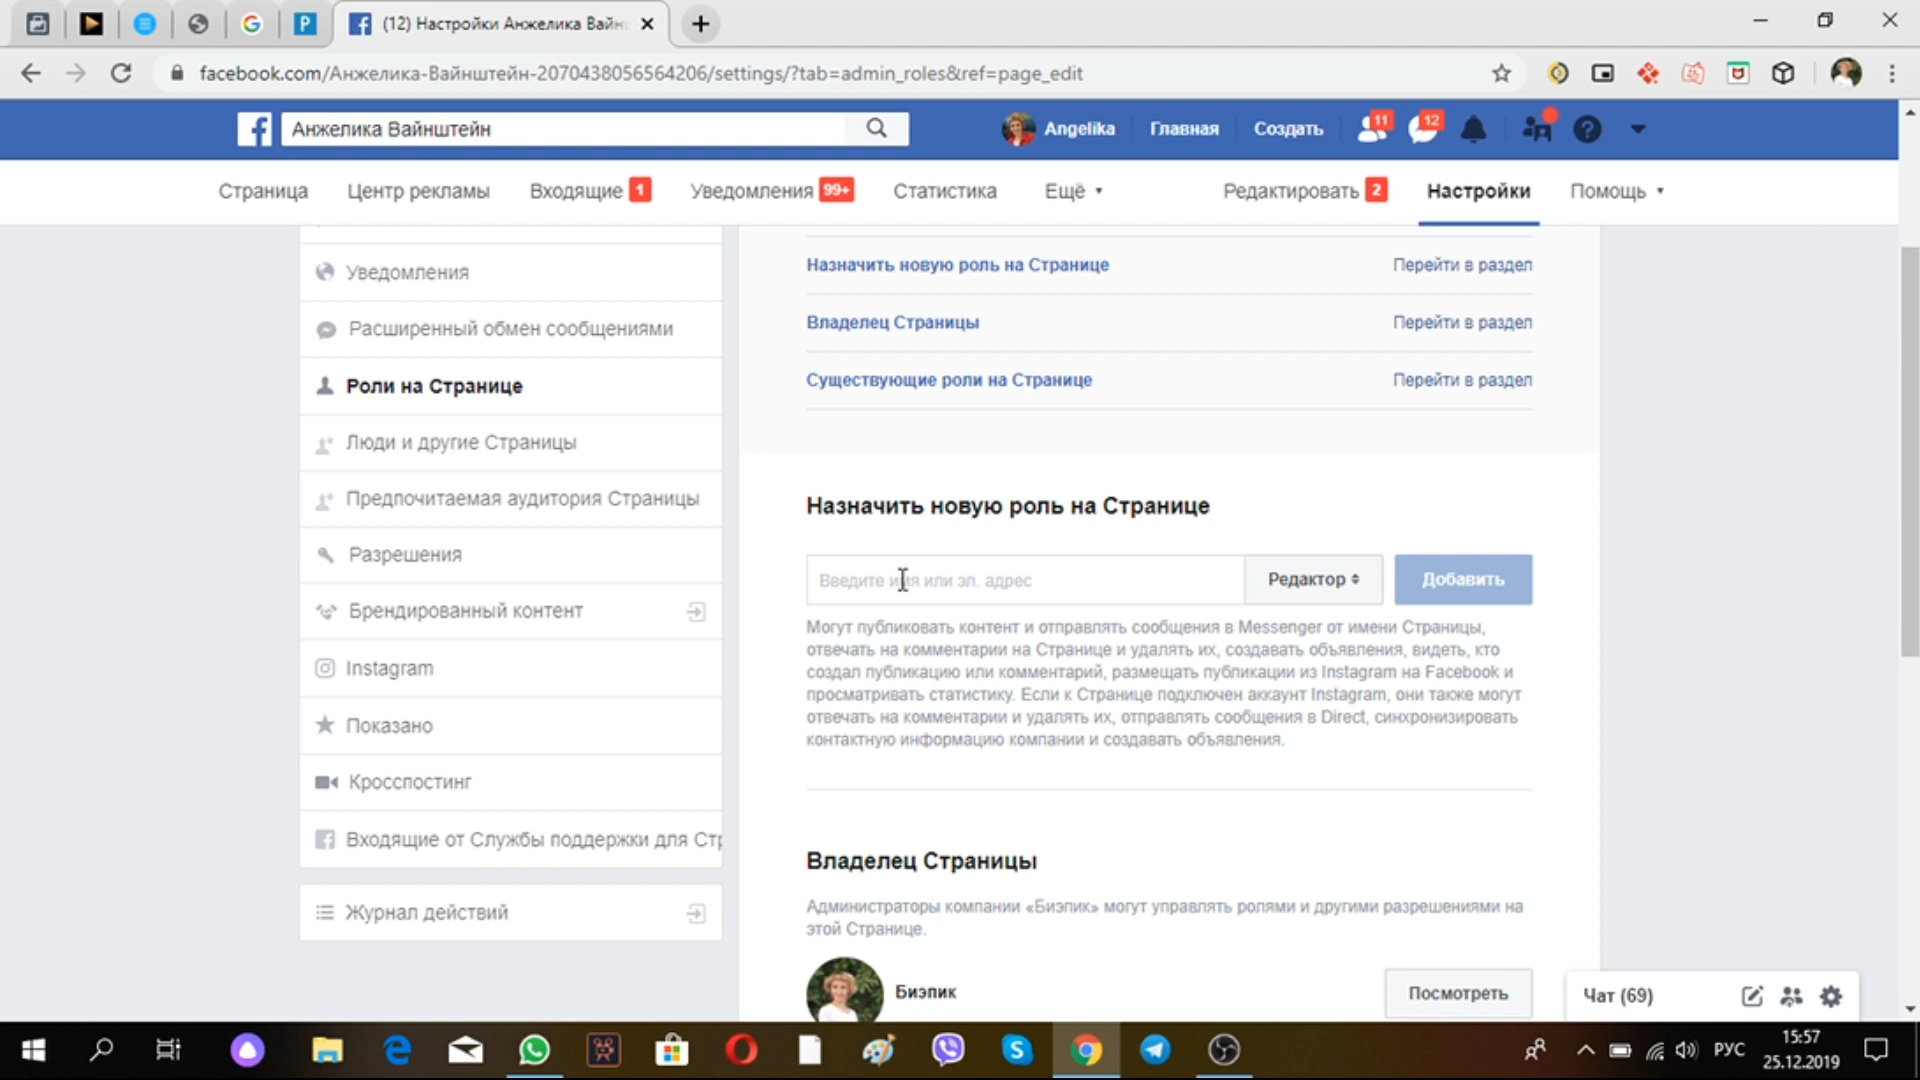 (12) Настройки Анжелика Вайн
facebook.com/Анжелика-Вайнштейн-2070438056564206/settings/?tab=admin_roles&ref=page_edit
Анжелика Вайнштейн
Angelika
Главная
Создать
11
12
Страница
Центр рекламы
Входящие 1
Уведомления 99+
Статистика
Ещё
Редактировать 2
Настройки
Помощь
Уведомления
Расширенный обмен сообщениями
Роли на Странице
Люди и другие Страницы
Предпочитаемая аудитория Страницы
Разрешения
Брендированный контент
Instagram
Показано
Кросспостинг
Входящие от Службы поддержки для Стр
Журнал действий
Назначить новую роль на Странице Перейти в раздел
Владелец Страницы Перейти в раздел
Существующие роли на Странице Перейти в раздел
Назначить новую роль на Странице
Введите имя или эл. адрес
Редактор
Добавить
Могут публиковать контент и отправлять сообщения в Messenger от имени Страницы,
отвечать на комментарии на Странице и удалять их, создавать объявления, видеть, кто
создал публикацию или комментарий, размещать публикации из Instagram на Facebook и
просматривать статистику. Если к Странице подключен аккаунт Instagram, они также могут
отвечать на комментарии и удалять их, отправлять сообщения в Direct, синхронизировать
контактную информацию компании и создавать объявления.
Владелец Страницы
Администраторы компании «Биэпик» могут управлять ролями и другими разрешениями на
этой Странице.
Биэпик
Посмотреть
Чат (69)
РУС
15:57
25.12.2019